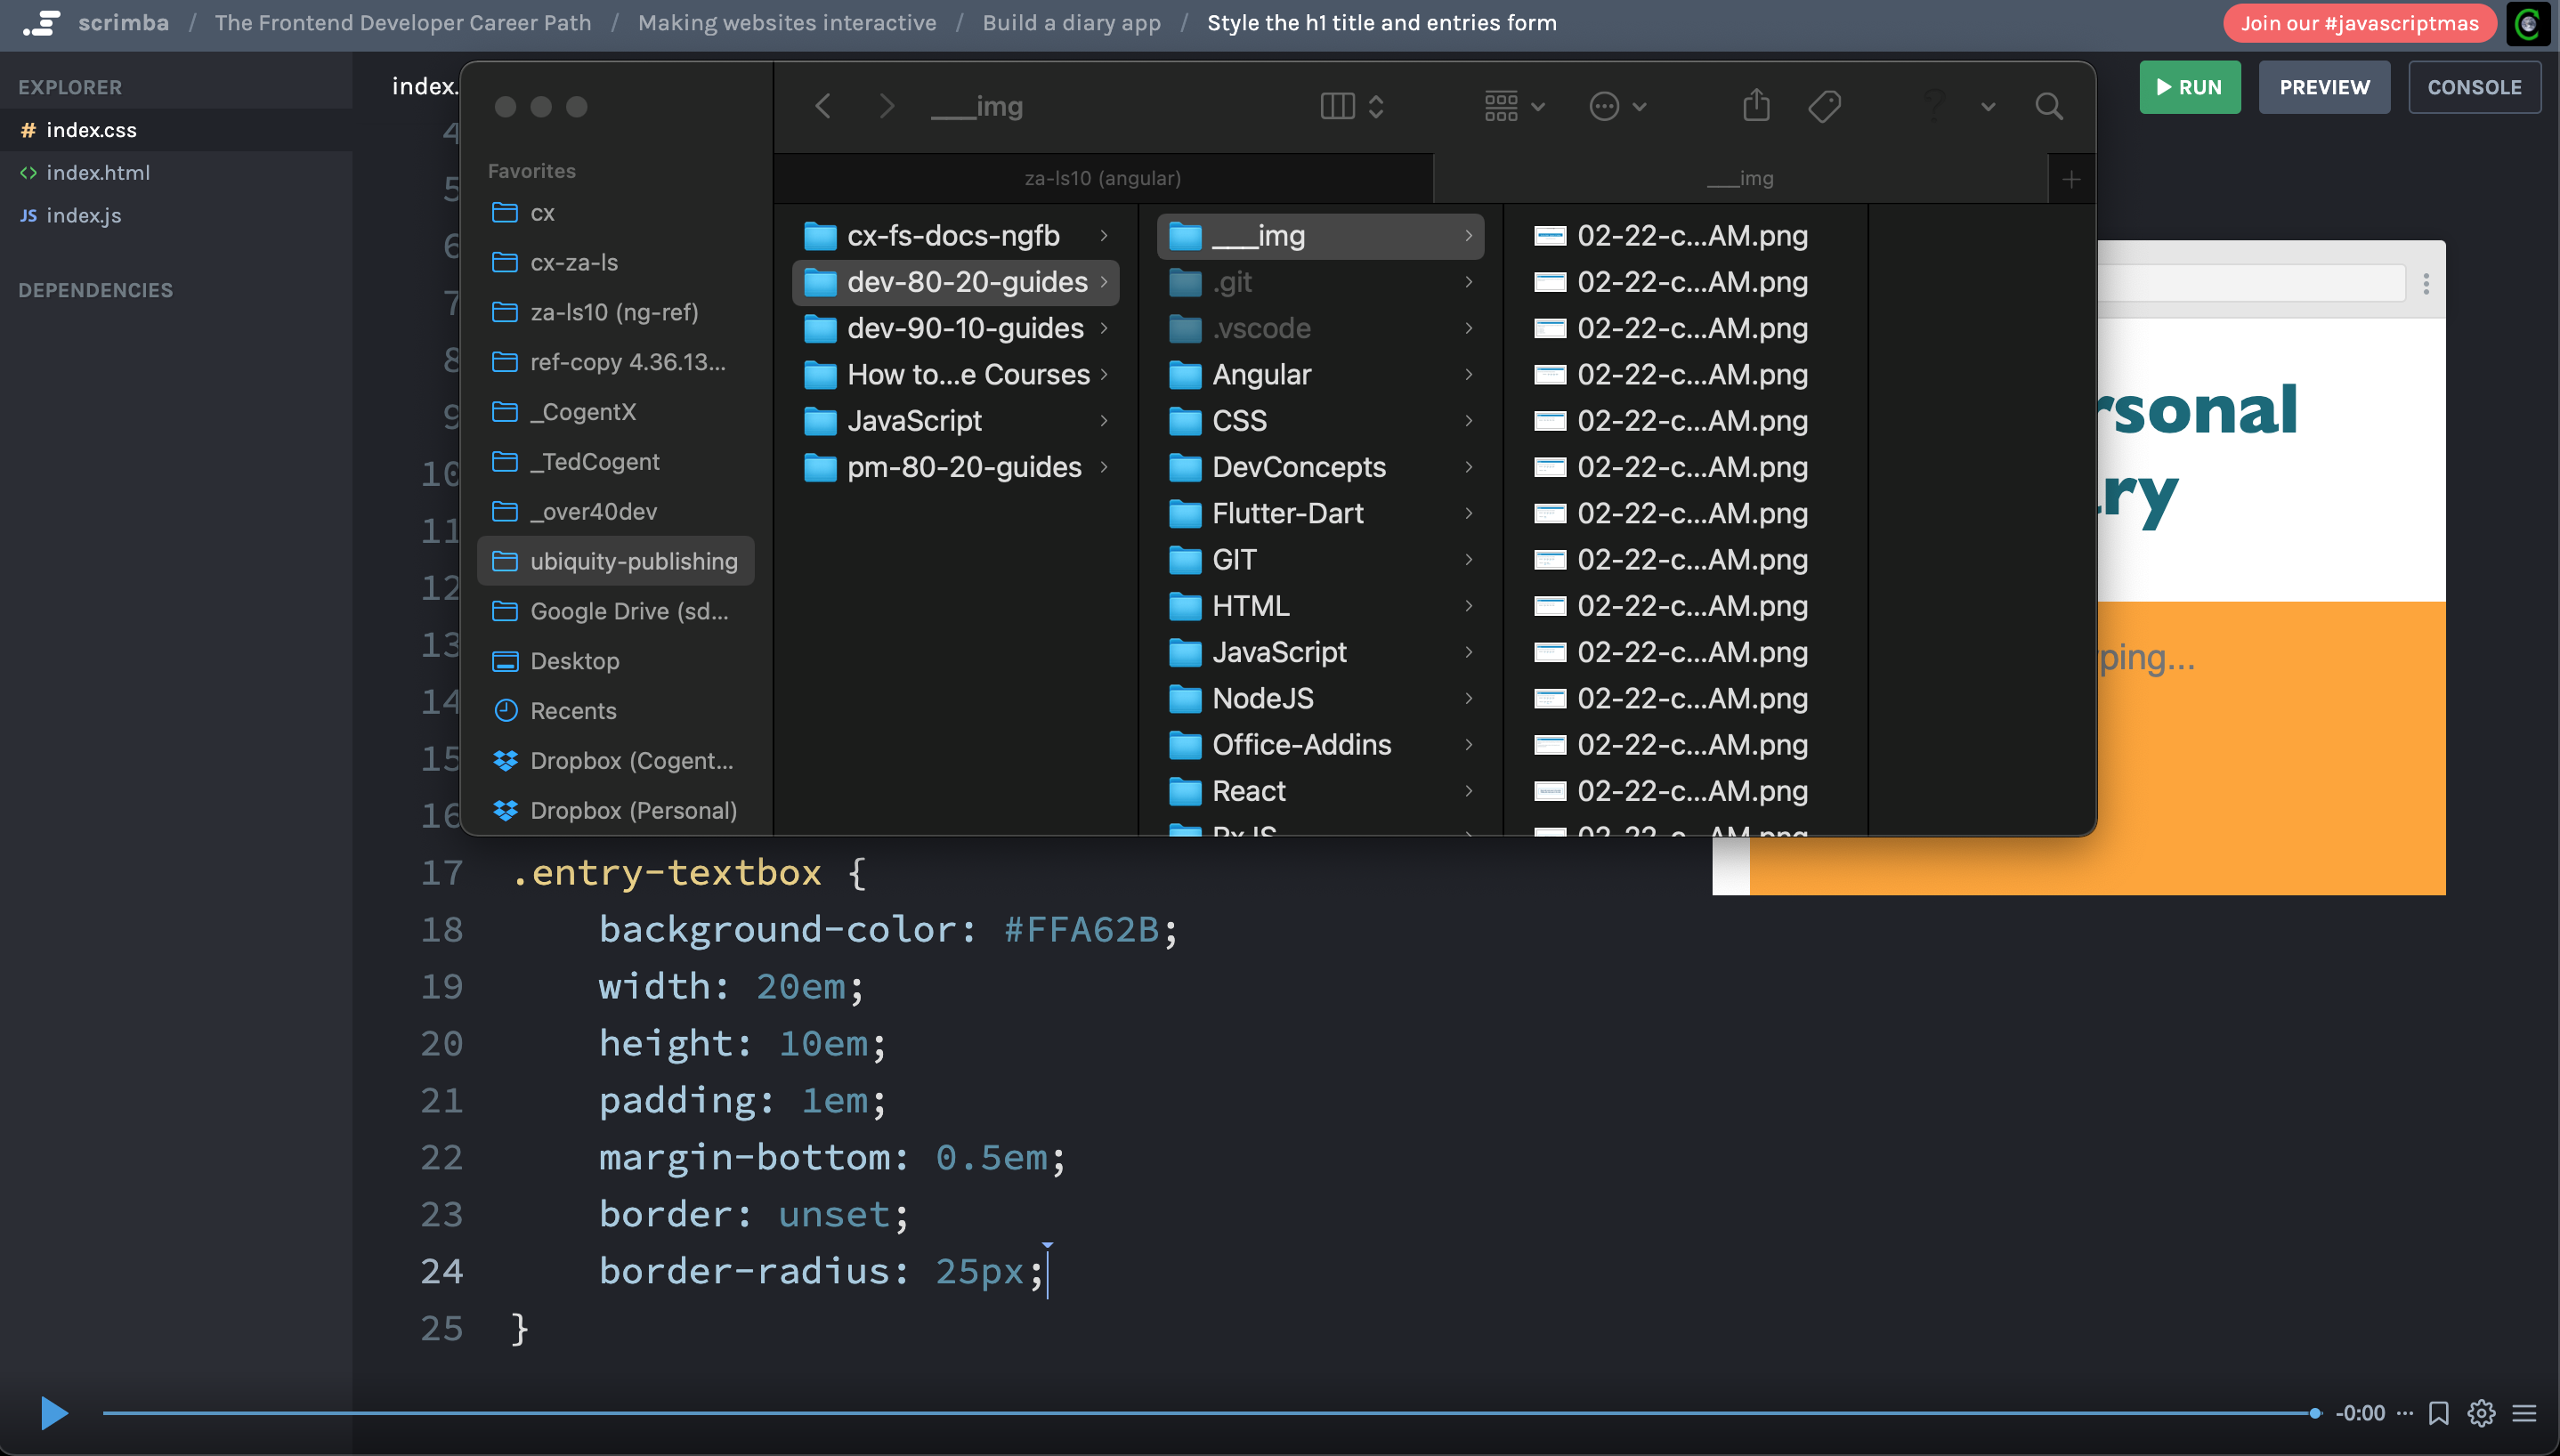 scrimba / The Frontend Developer Career Path / Making websites interactive / Build a diary app / Style the h1 title and entries form
Join our #javascriptmas
EXPLORER
# index.css
<> index.html
JS index.js
DEPENDENCIES
index.
RUN
PREVIEW
CONSOLE
___img
za-ls10 (angular)
___img
Favorites
cx
cx-za-ls
za-ls10 (ng-ref)
ref-copy 4.36.13...
_CogentX
_TedCogent
_over40dev
ubiquity-publishing
Google Drive (sd...
Desktop
Recents
Dropbox (Cogent...
Dropbox (Personal)
cx-fs-docs-ngfb
dev-80-20-guides
dev-90-10-guides
How to...e Courses
JavaScript
pm-80-20-guides
___img
.git
.vscode
Angular
CSS
DevConcepts
Flutter-Dart
GIT
HTML
JavaScript
NodeJS
Office-Addins
React
RxJS
02-22-c...AM.png
02-22-c...AM.png
02-22-c...AM.png
02-22-c...AM.png
02-22-c...AM.png
02-22-c...AM.png
02-22-c...AM.png
02-22-c...AM.png
02-22-c...AM.png
02-22-c...AM.png
02-22-c...AM.png
02-22-c...AM.png
02-22-c...AM.png
02-22-c...AM.png
rsonal
ry
ping...
4
5
6
7
8
9
10
11
12
13
14
15
16
17 .entry-textbox {
18 background-color: #FFA62B;
19 width: 20em;
20 height: 10em;
21 padding: 1em;
22 margin-bottom: 0.5em;
23 border: unset;
24 border-radius: 25px;
25 }
-0:00